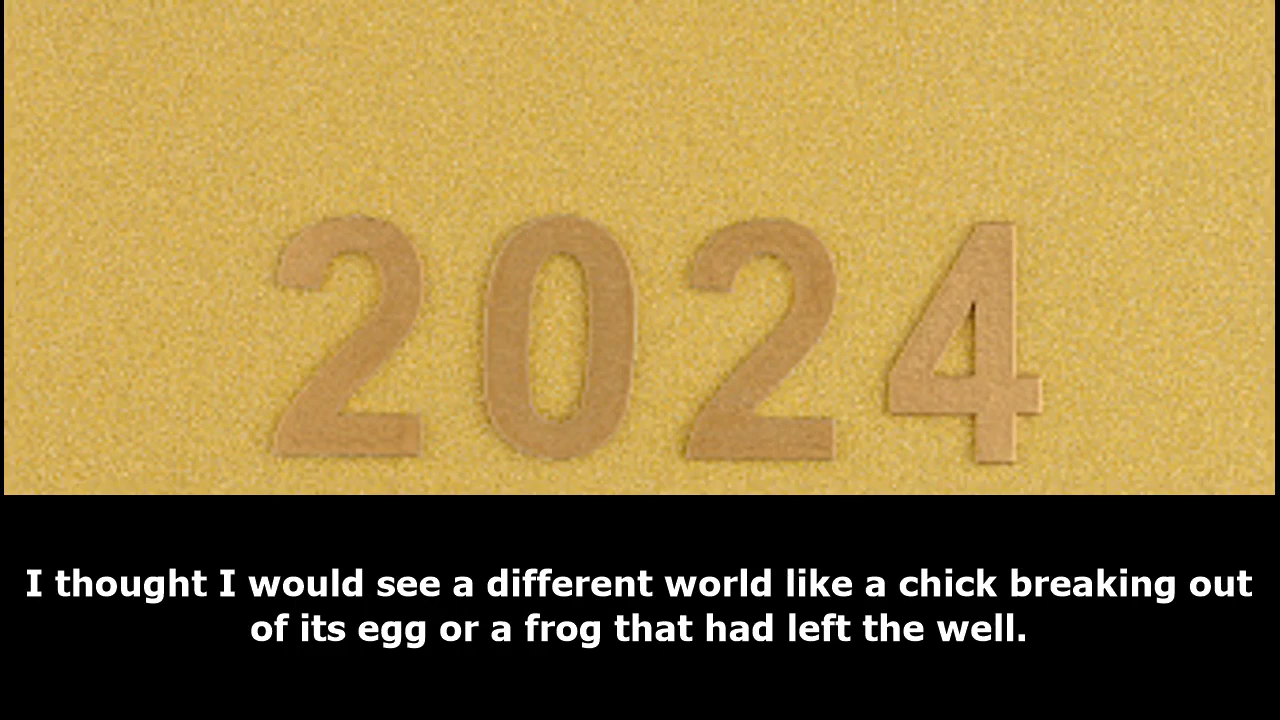 2024
I thought I would see a different world like a chick breaking out
of its egg or a frog that had left the well.